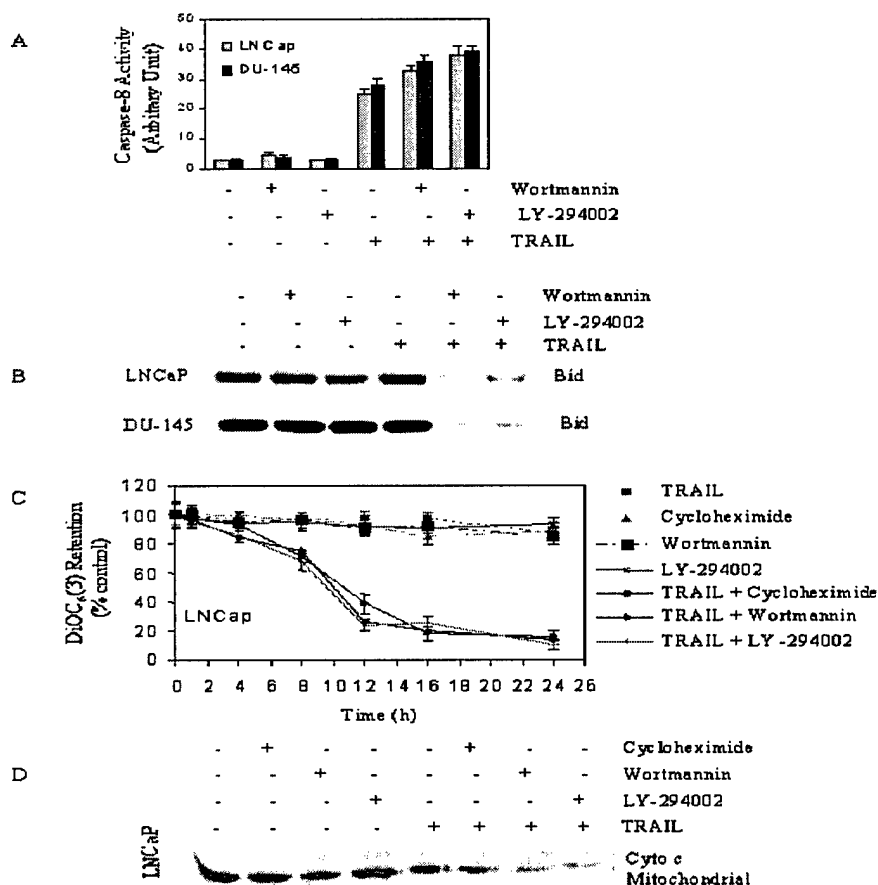 A
Caspase-8 Activity
(Arbitary Unit)
50
40
30
20
10
0
LNCap
DU-145
- + - - + - Wortmannin
- - + - - + LY-294002
- - - + + + TRAIL
- + - - + - Wortmannin
- - + - - + LY-294002
- - - + + + TRAIL
B
LNCaP Bid
DU-145 Bid
C
DiOC6(3) Retention
(% control)
120
100
80
60
40
20
0
LNCap
0 2 4 6 8 10 12 14 16 18 20 22 24 26
Time (h)
TRAIL
Cycloheximide
Wortmannin
LY-294002
TRAIL + Cycloheximide
TRAIL + Wortmannin
TRAIL + LY-294002
D
- + - - - + - - Cycloheximide
- - + - - - + - Wortmannin
- - - + - - - + LY-294002
- - - - + + + + TRAIL
LNCaP
Cyto c
Mitochondrial